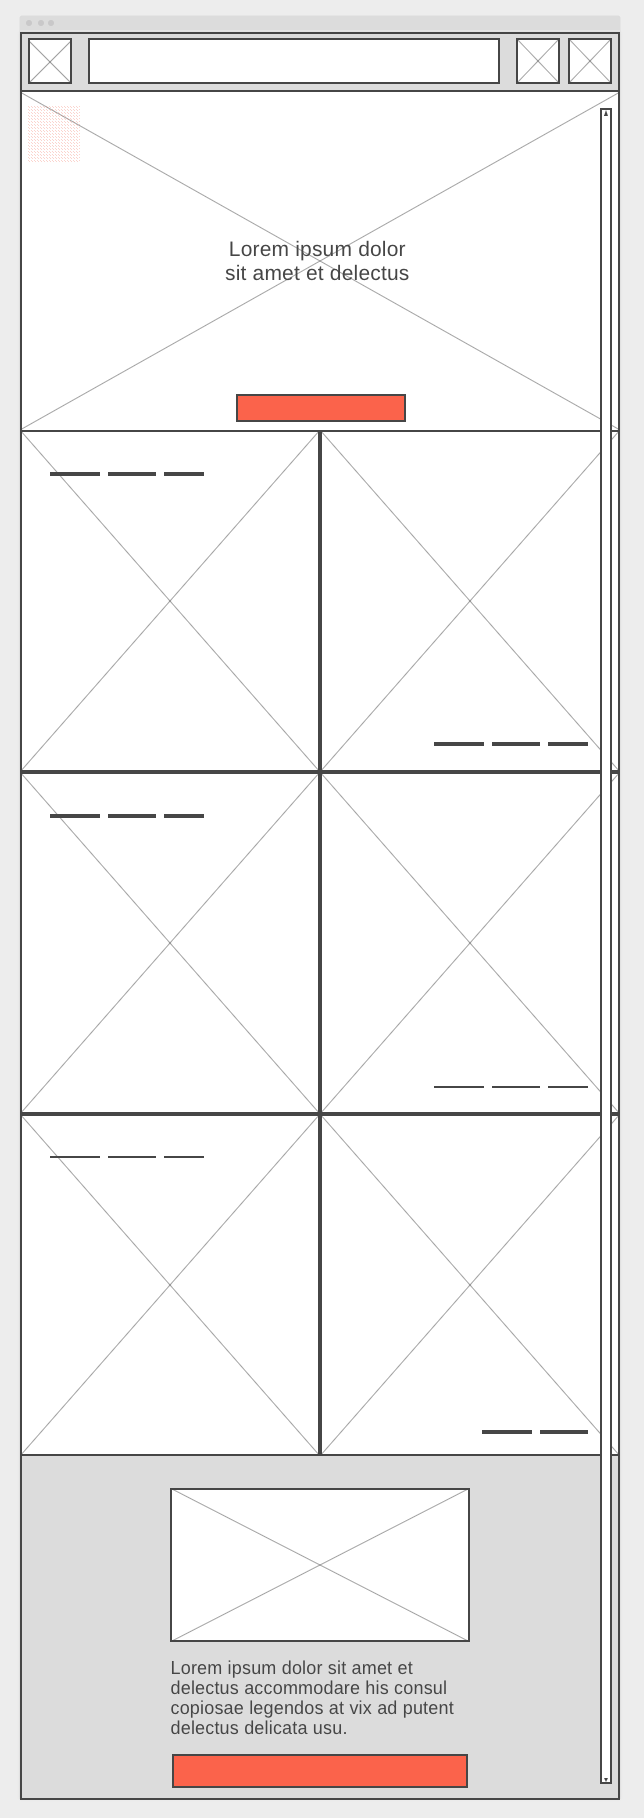 Lorem ipsum dolor
sit amet et delectus
Lorem ipsum dolor sit amet et
delectus accommodare his consul
copiosae legendos at vix ad putent
delectus delicata usu.